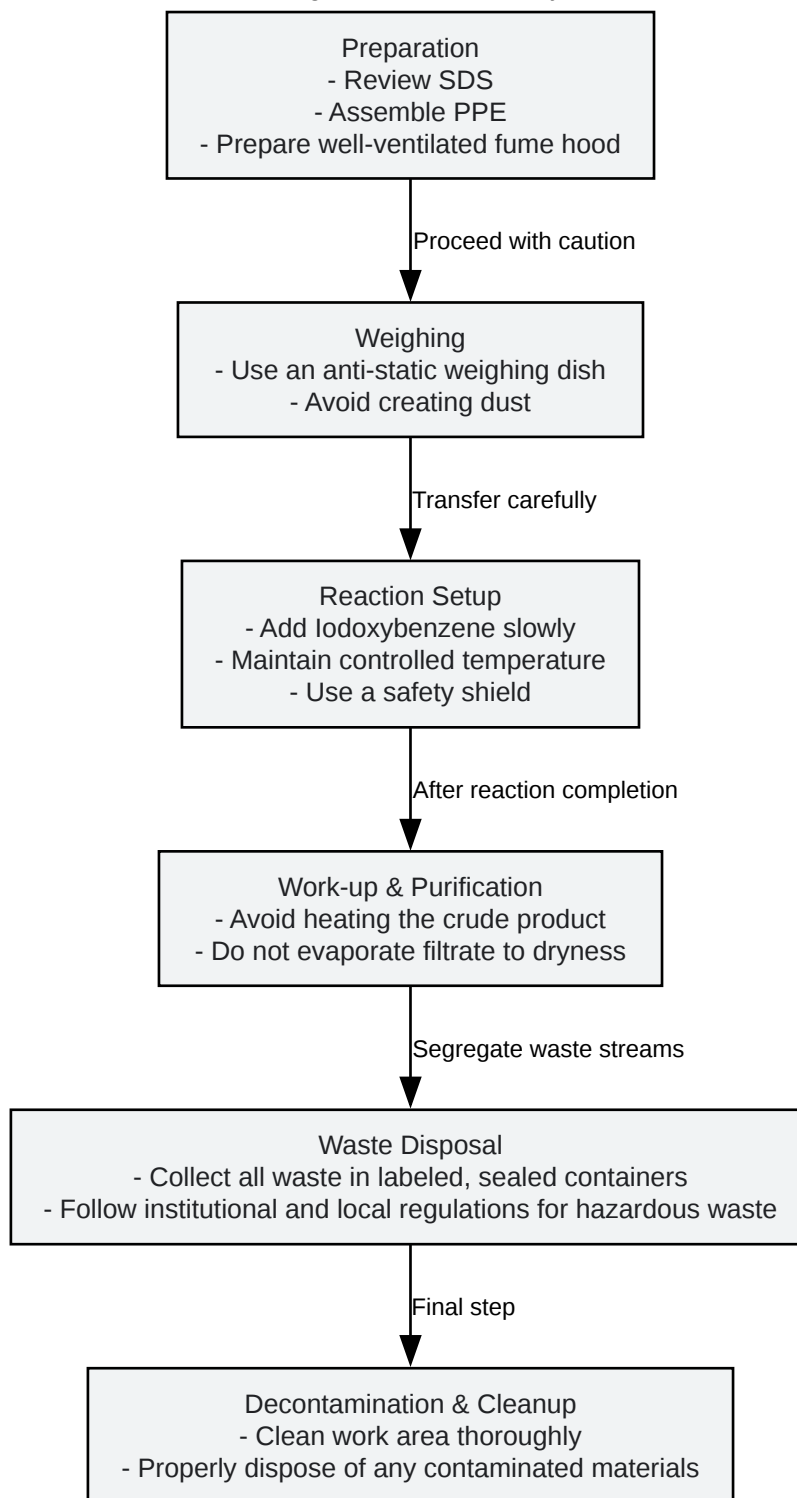 Preparation
- Review SDS
- Assemble PPE
- Prepare well-ventilated fume hood
Proceed with caution
Weighing
- Use an anti-static weighing dish
- Avoid creating dust
Transfer carefully
Reaction Setup
- Add Iodoxybenzene slowly
- Maintain controlled temperature
- Use a safety shield
After reaction completion
Work-up & Purification
- Avoid heating the crude product
- Do not evaporate filtrate to dryness
Segregate waste streams
Waste Disposal
- Collect all waste in labeled, sealed containers
- Follow institutional and local regulations for hazardous waste
Final step
Decontamination & Cleanup
- Clean work area thoroughly
- Properly dispose of any contaminated materials